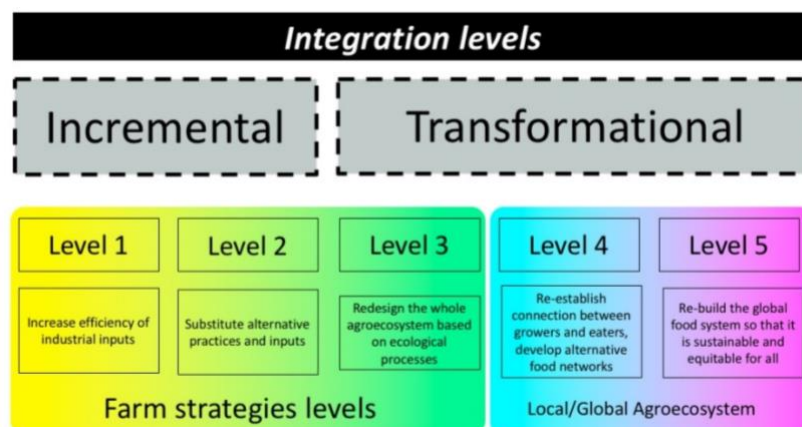 Integration levels
Incremental
Transformational
Level 1
Level 2
Level 3
Level 4
Level 5
Increase efficiency of
industrial inputs
Substitute alternative
practices and inputs
Redesign the whole
agroecosystem based
on ecological
processes
Re-establish
connection between
growers and eaters,
develop alternative
food networks
Re-build the global
food system so that it
is sustainable and
equitable for all
Farm strategies levels
Local/Global Agroecosystem